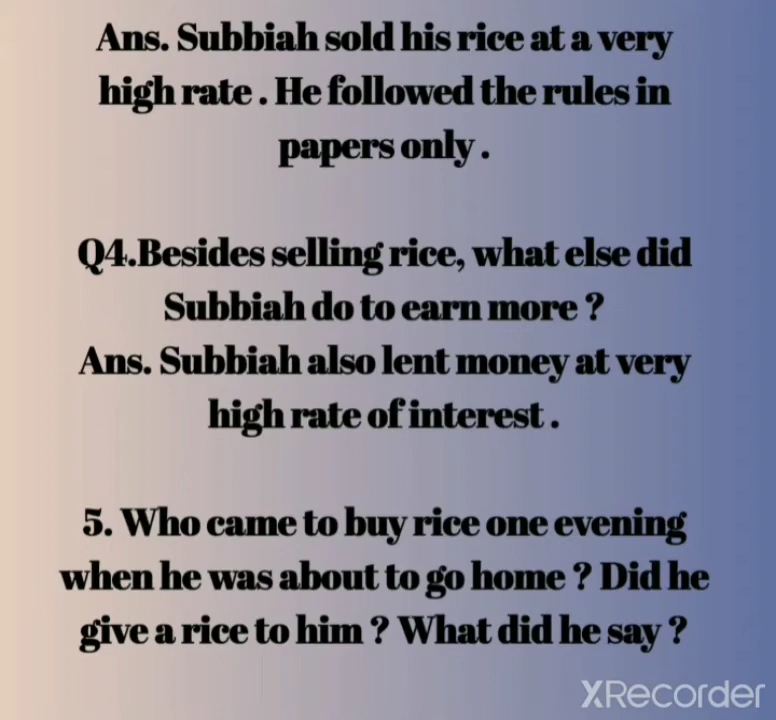 Ans. Subbiah sold his rice at a very
high rate . He followed the rules in
papers only .
Q4.Besides selling rice, what else did
Subbiah do to earn more ?
Ans. Subbiah also lent money at very
high rate of interest .
5. Who came to buy rice one evening
when he was about to go home ? Did he
give a rice to him ? What did he say ?
XRecorder